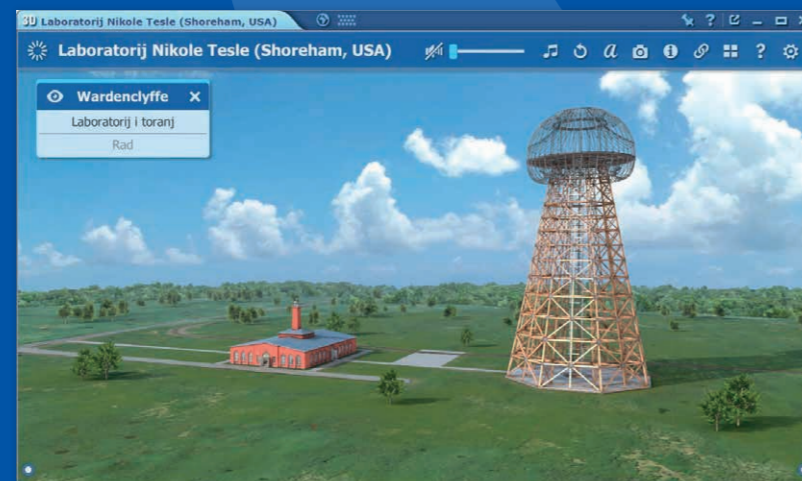 3D Laboratorij Nikole Tesle (Shoreham, USA)
Laboratorij Nikole Tesle (Shoreham, USA)
Wardenclyffe
Laboratorij i toranj
Rad